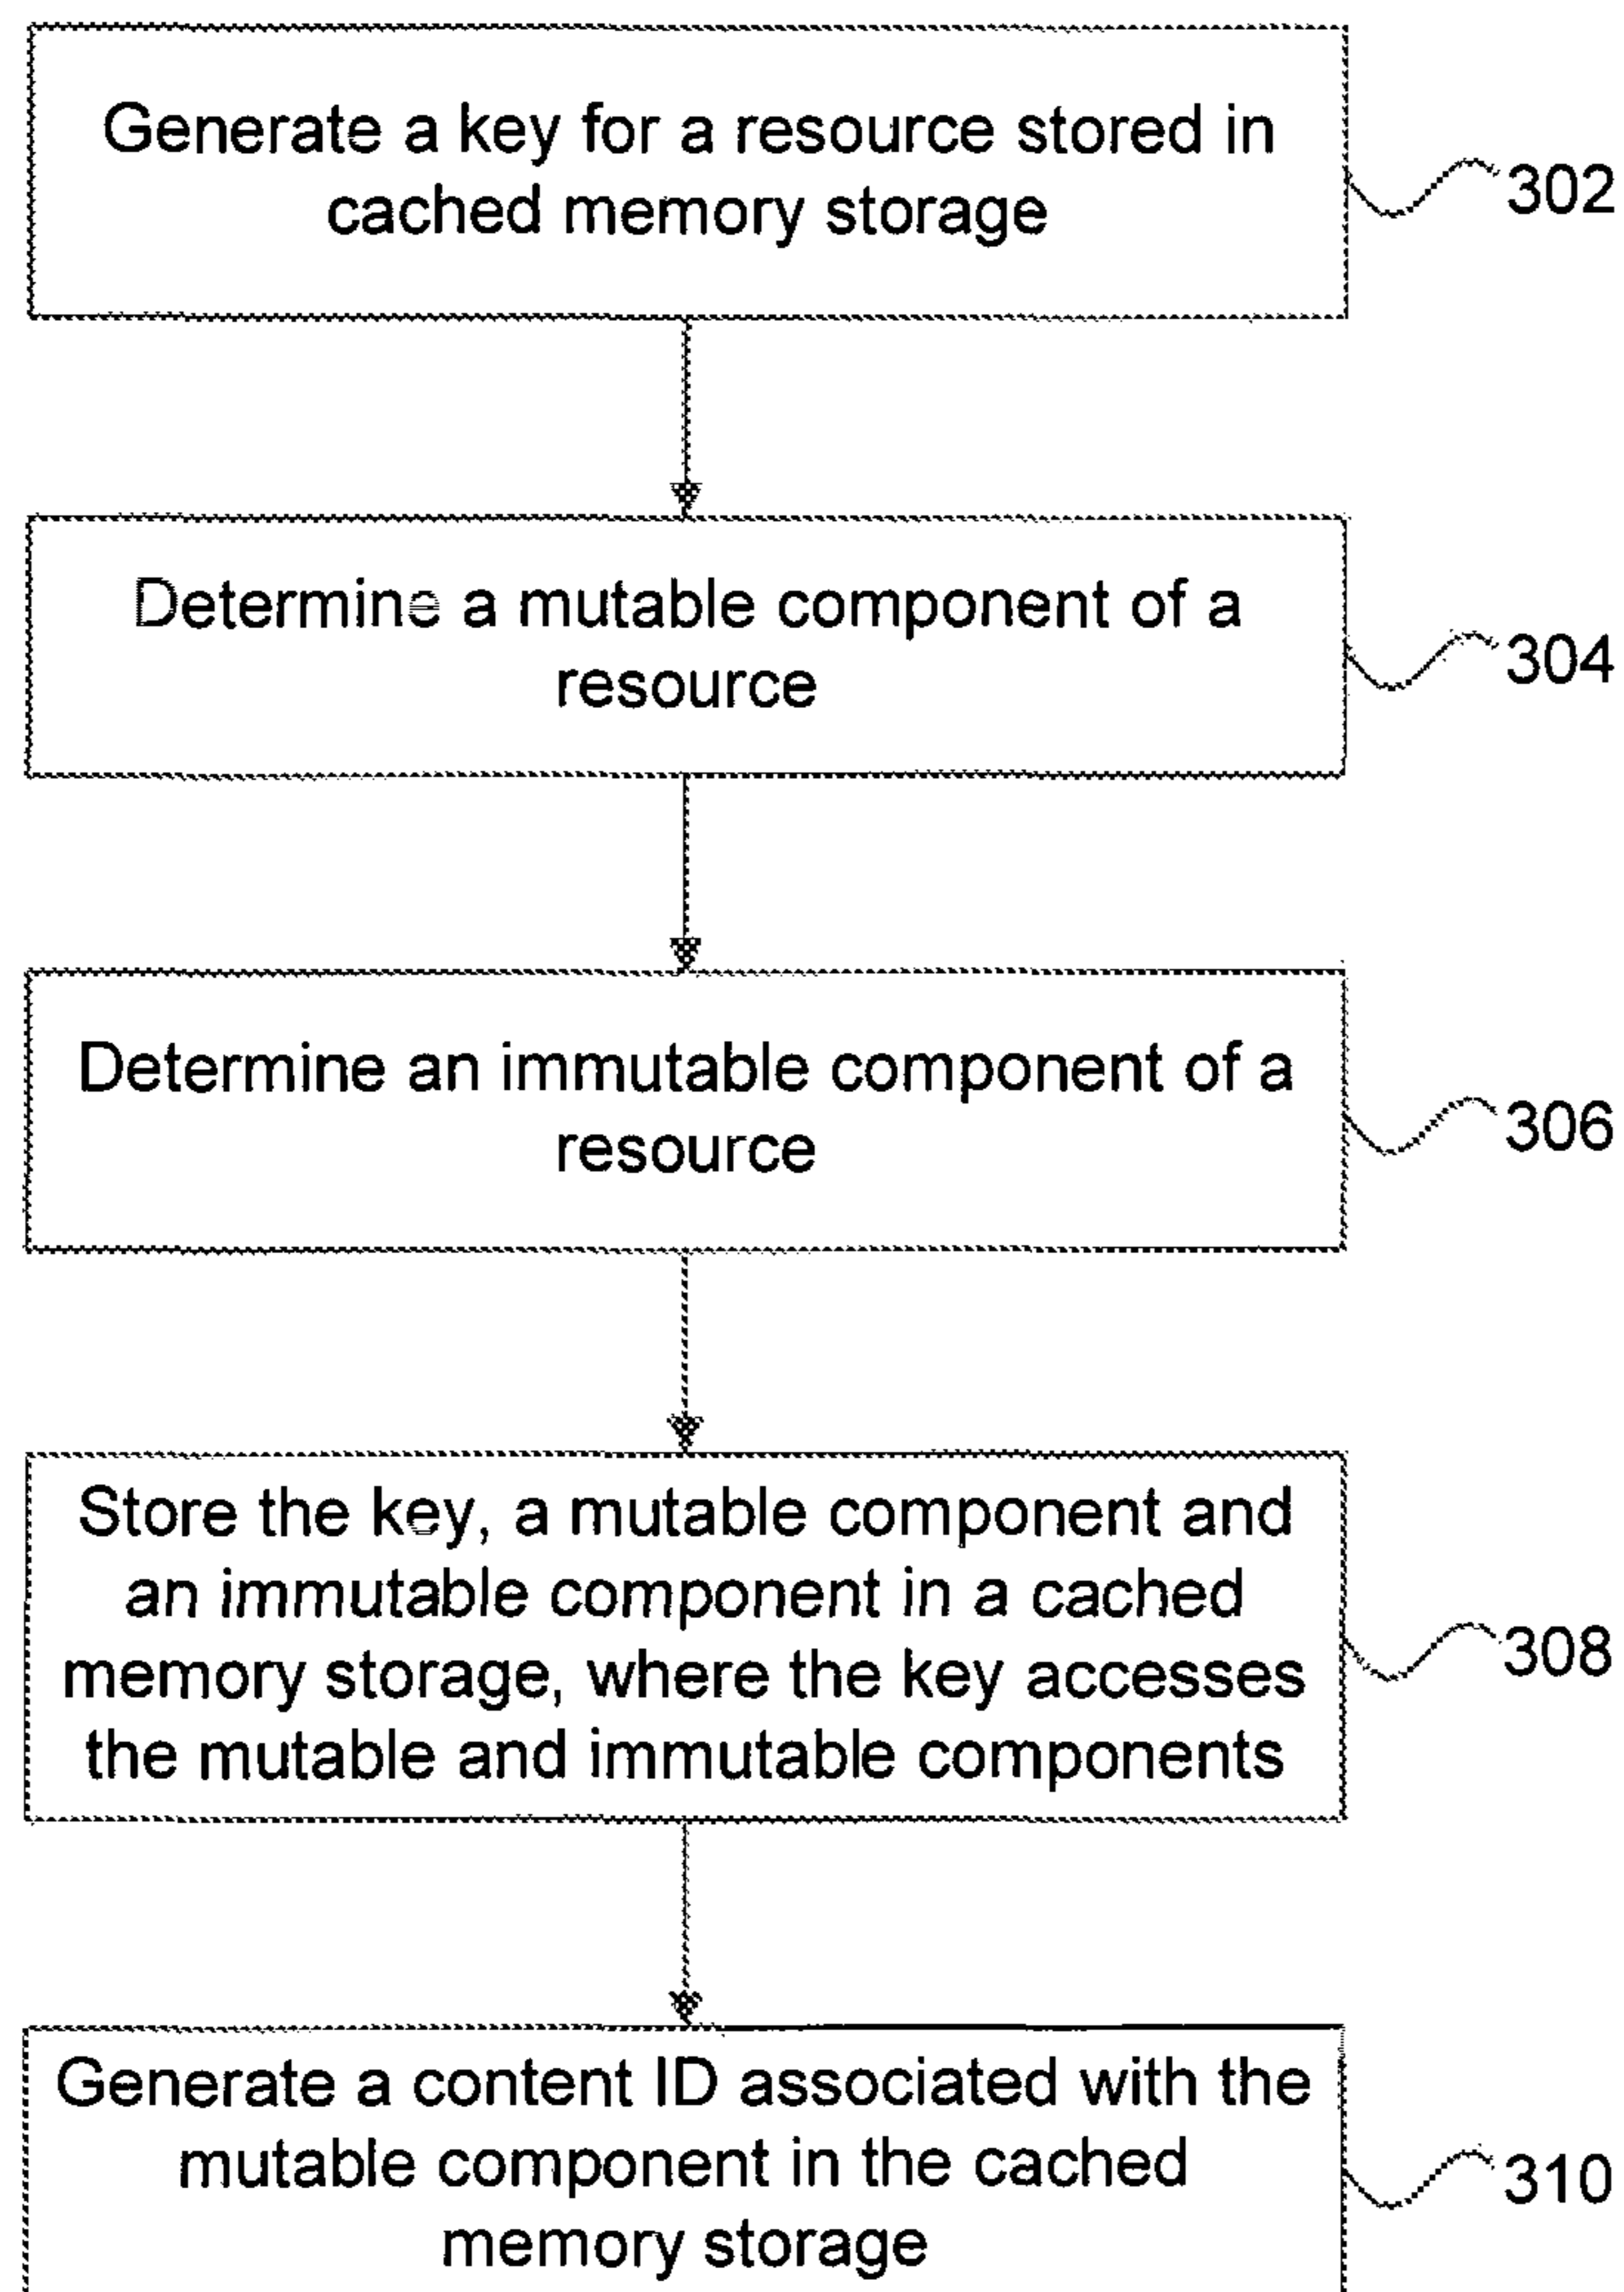 Generate a key for a resource stored in
cached memory storage
302
Determine a mutable component of a
resource
304
Determine an immutable component of a
resource
306
Store the key, a mutable component and
an immutable component in a cached
memory storage, where the key accesses
the mutable and immutable components
308
Generate a content ID associated with the
mutable component in the cached
memory storage
310